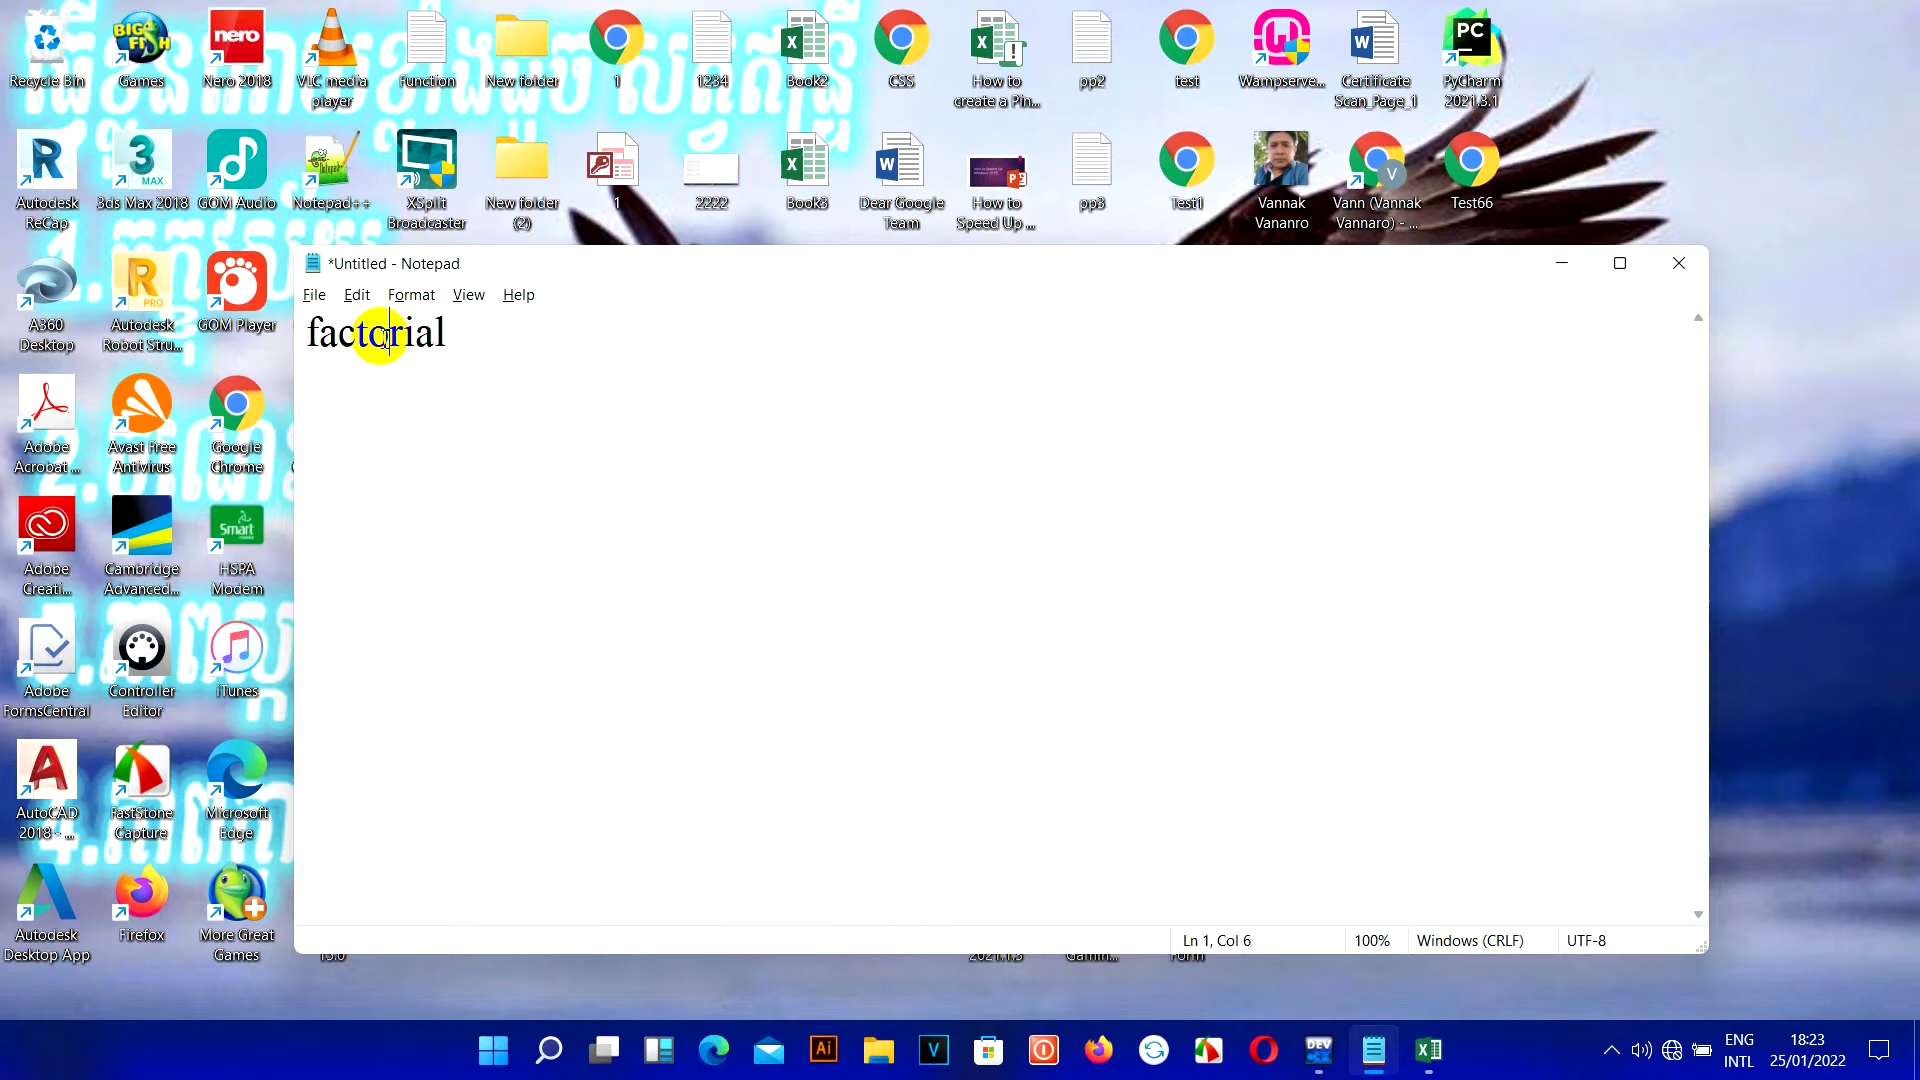 Recycle Bin
Games
Nero 2018
VLC media player
Function
New folder
1
1234
Book2
CSS
How to create a Pin...
pp2
test
Wampserve...
Certificate Scan_Page_1
PyCharm 2021.3.1
Autodesk ReCap
3ds Max 2018
GOM Audio
Notepad++
XSplit Broadcaster
New folder (2)
1
2222
Book3
Dear Google Team
How to Speed Up ...
pp3
Test1
Vannak Vananro
Vann (Vannak Vannaro) - ...
Test66
*Untitled - Notepad
File Edit Format View Help
factorial
A360 Desktop
Autodesk Robot Stru...
GOM Player
Adobe Acrobat ...
Avast Free Antivirus
Google Chrome
Adobe Creati...
Cambridge Advanced...
HSPA Modem
Adobe FormsCentral
Controller Editor
iTunes
AutoCAD 2018 - ...
FastStone Capture
Microsoft Edge
Autodesk Desktop App
Firefox
More Great Games
Ln 1, Col 6
100%
Windows (CRLF)
UTF-8
ENG
INTL
18:23
25/01/2022